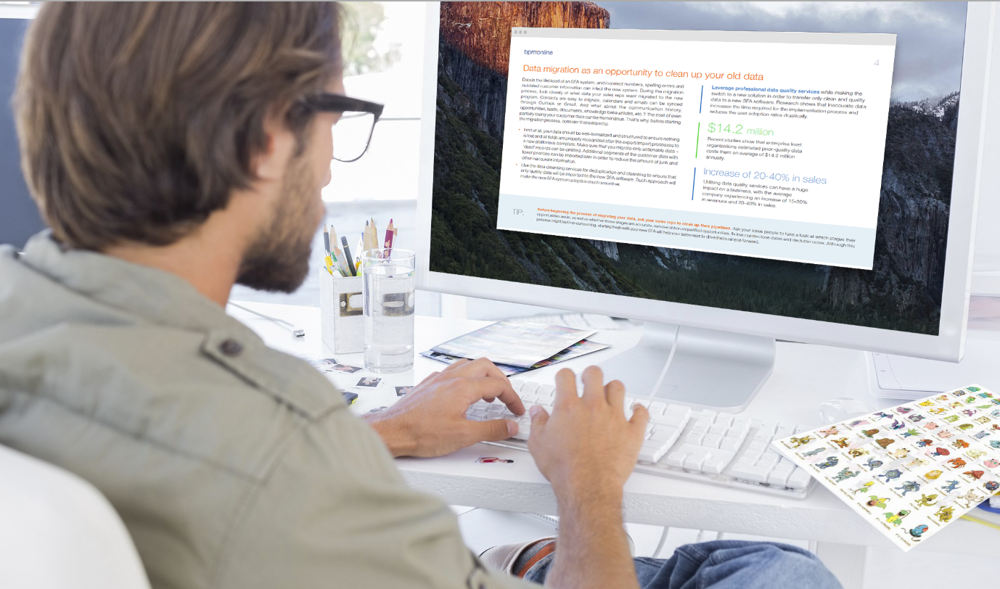 bpmonline
4
Data migration as an opportunity to clean up your old data
Data is the lifeblood of an SFA system, and incorrect numbers, spelling errors and
outdated customer information can infect the new system. During the migration
process, look closely at what data your sales reps want migrated to the new
program. Contacts are easy to migrate, calendars and emails can be synced
through Outlook or Gmail. And what about the communication history,
opportunities, leads, documents, knowledge base articles, etc.? The cost of even
partially losing your customer data can be tremendous. That's why, before starting
the migration process, consider these aspects:
• First of all, your data should be well-formalized and structured to ensure nothing
is lost and all fields are properly recognized after the export/import processes to
a new platform is complete. Make sure that you migrate only actionable data –
'dead' records can be omitted. Additional segments of the customer data with
lower priorities can be imported later in order to reduce the amount of junk and
other inaccurate information.
• Use the data cleansing services for deduplication and cleansing to ensure that
only quality data will be imported to the new SFA software. Such approach will
make the new SFA system adoption much smoother.
Leverage professional data quality services while making the
switch to a new solution in order to transfer only clean and quality
data to a new SFA software. Research shows that inaccurate data
increases the time required for the implementation process and
reduces the user adoption rates drastically.
$14.2 million
Recent studies show that enterprise level
organizations estimated poor-quality data
costs them an average of $14.2 million
annually.
Increase of 20-40% in sales
Utilising data quality services can have a huge
impact on a business, with the average
company experiencing an increase of 15-20%
in revenues and 20-40% in sales.
TIP:
Before beginning the process of migrating your data, ask your sales reps to clean up their pipelines. Ask your sales people to take a look at which stages their
opportunities are in, as well as whether those stages are accurate, remove old or unqualified opportunities, fix inaccurate close dates and declutter notes. Although this
process might be time-consuming, starting fresh with your new SFA will help your sales reps to drive the business forward.